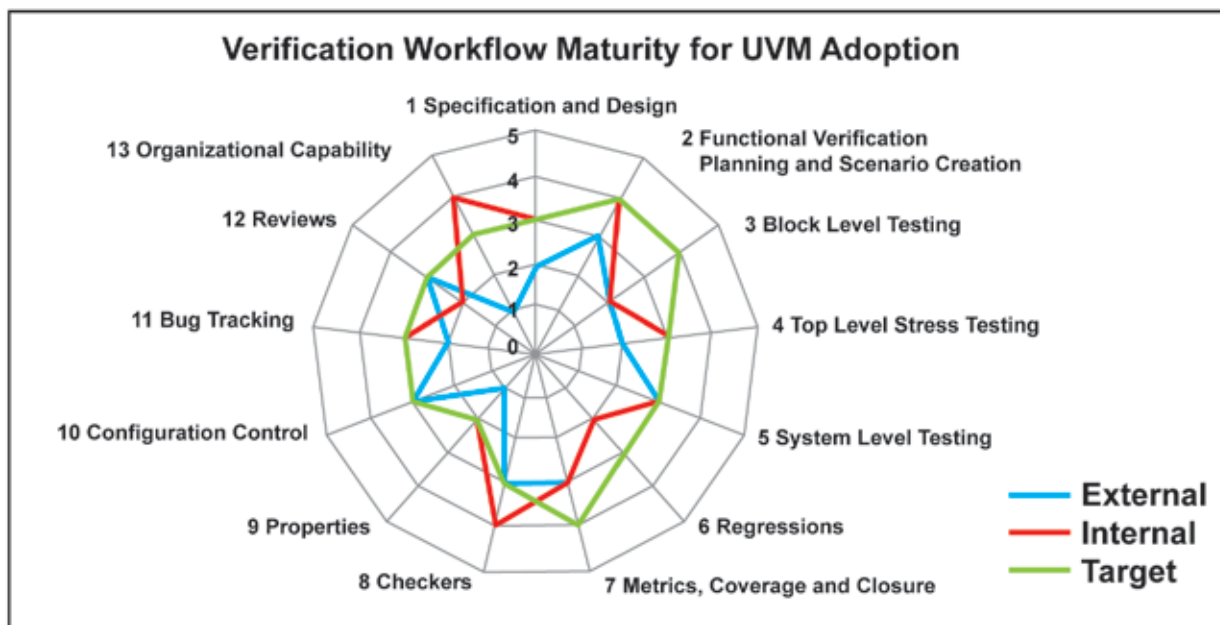 Verification Workflow Maturity for UVM Adoption
1 Specification and Design
2 Functional Verification
Planning and Scenario Creation
3 Block Level Testing
4 Top Level Stress Testing
5 System Level Testing
6 Regressions
7 Metrics, Coverage and Closure
8 Checkers
9 Properties
10 Configuration Control
11 Bug Tracking
12 Reviews
13 Organizational Capability
5
4
3
2
1
0
External
Internal
Target